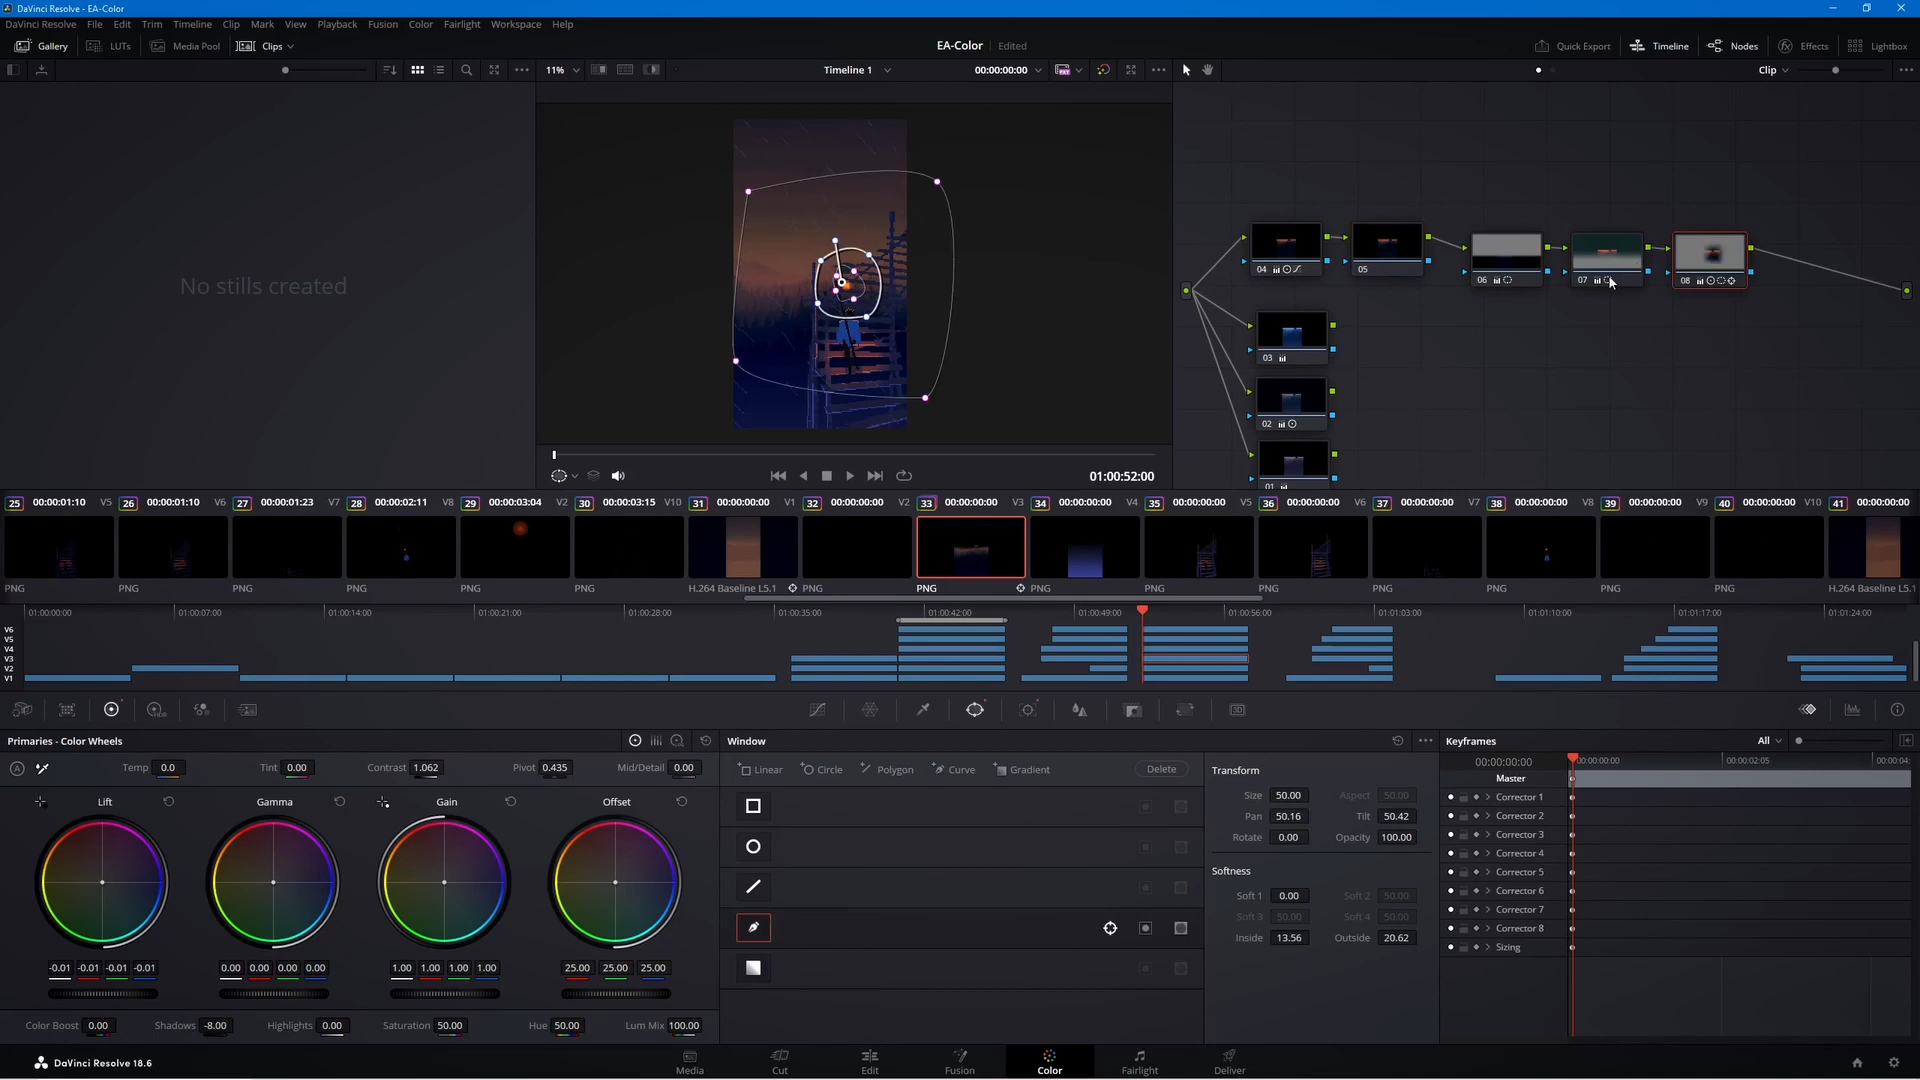 DaVinci Resolve - EA-Color
DaVinci Resolve File Edit Trim Timeline Clip Mark View Playback Fusion Color Fairlight Workspace Help
Gallery LUTs Media Pool Clips EA-Color Edited Quick Export Timeline Nodes Effects Lightbox
11% Timeline 1 00:00:00:00 Clip
No stills created
04 05 06 07 08
03
02
01
01:00:52:00
25 00:00:01:10 V5 26 00:00:01:10 V6 27 00:00:01:23 V7 28 00:00:02:11 V8 29 00:00:03:04 V2 30 00:00:03:15 V10 31 00:00:00:00 V1 32 00:00:00:00 V2 33 00:00:00:00 V3 34 00:00:00:00 V4 35 00:00:00:00 V5 36 00:00:00:00 V6 37 00:00:00:00 V7 38 00:00:00:00 V8 39 00:00:00:00 V9 40 00:00:00:00 V10 41 00:00:00:00
PNG PNG PNG PNG PNG PNG H.264 Baseline L5.1 PNG PNG PNG PNG PNG PNG PNG PNG PNG H.264 Baseline L5.1
01:00:00:00 01:00:07:00 01:00:14:00 01:00:21:00 01:00:28:00 01:00:35:00 01:00:42:00 01:00:49:00 01:00:56:00 01:01:03:00 01:01:10:00 01:01:17:00 01:01:24:00
V6
V5
V4
V3
V2
V1
Primaries - Color Wheels Window Keyframes All
A Temp 0.0 Tint 0.00 Contrast 1.062 Pivot 0.435 Mid/Detail 0.00
Linear Circle Polygon Curve Gradient Delete
Lift Gamma Gain Offset
-0.01 -0.01 -0.01 -0.01 0.00 0.00 0.00 0.00 1.00 1.00 1.00 1.00 25.00 25.00 25.00
Color Boost 0.00 Shadows -8.00 Highlights 0.00 Saturation 50.00 Hue 50.00 Lum Mix 100.00
Transform
Size 50.00 Aspect 50.00
Pan 50.16 Tilt 50.42
Rotate 0.00 Opacity 100.00
Softness
Soft 1 0.00 Soft 2 50.00
Soft 3 50.00 Soft 4 50.00
Inside 13.56 Outside 20.62
00:00:00:00 00:00:00:00 00:00:02:05 00:00:04:
Master
Corrector 1
Corrector 2
Corrector 3
Corrector 4
Corrector 5
Corrector 6
Corrector 7
Corrector 8
Sizing
DaVinci Resolve 18.6 Media Cut Edit Fusion Color Fairlight Deliver